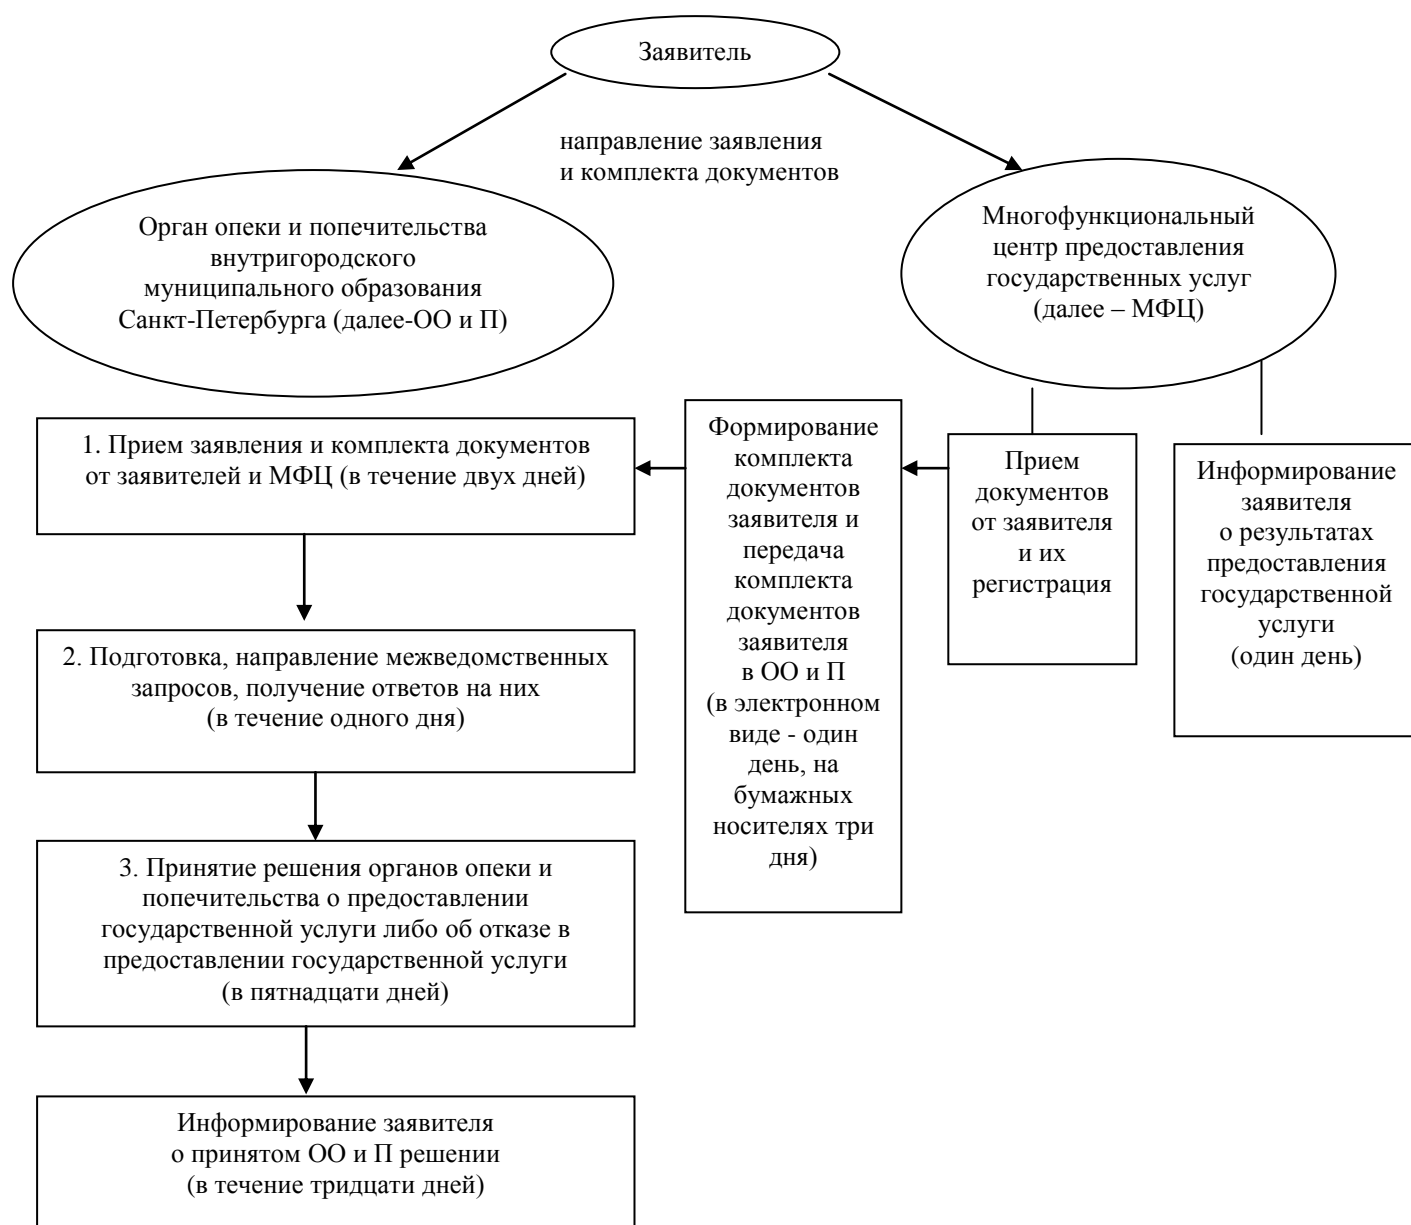 Заявитель
направление заявления
и комплекта документов
Орган опеки и попечительства
внутригородского
муниципального образования
Санкт-Петербурга (далее-ОО и П)
Многофункциональный
центр предоставления
государственных услуг
(далее – МФЦ)
1. Прием заявления и комплекта документов
от заявителей и МФЦ (в течение двух дней)
Формирование
комплекта
документов
заявителя и
передача
комплекта
документов
заявителя
в ОО и П
(в электронном
виде - один
день, на
бумажных
носителях три
дня)
Прием
документов
от заявителя
и их
регистрация
Информирование
заявителя
о результатах
предоставления
государственной
услуги
(один день)
2. Подготовка, направление межведомственных
запросов, получение ответов на них
(в течение одного дня)
3. Принятие решения органов опеки и
попечительства о предоставлении
государственной услуги либо об отказе в
предоставлении государственной услуги
(в пятнадцати дней)
Информирование заявителя
о принятом ОО и П решении
(в течение тридцати дней)